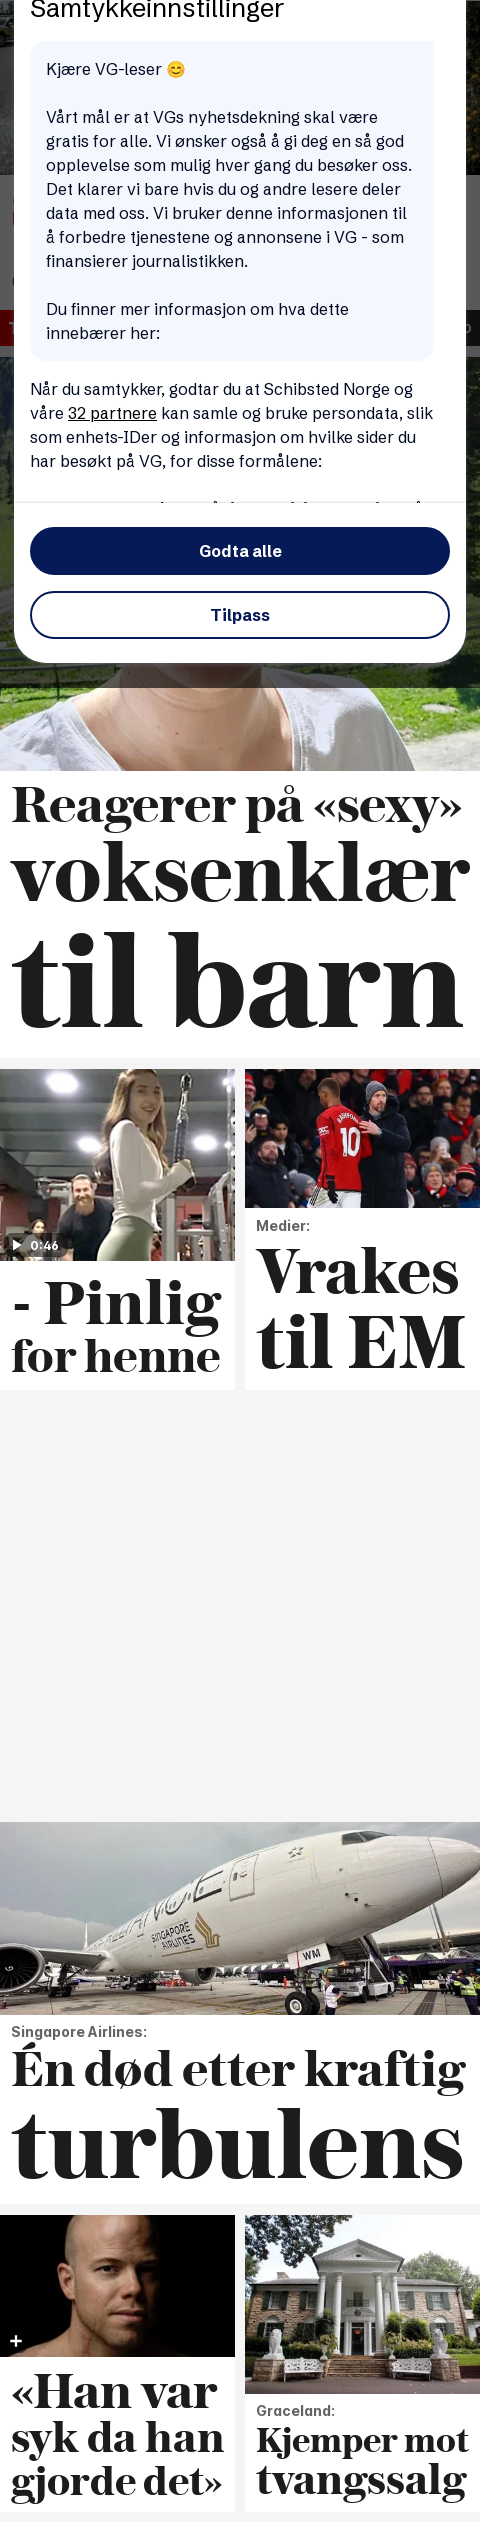 Samtykkeinnstillinger
Kjære VG-leser 😊
Vårt mål er at VGs nyhetsdekning skal være
gratis for alle. Vi ønsker også å gi deg en så god
opplevelse som mulig hver gang du besøker oss.
Det klarer vi bare hvis du og andre lesere deler
data med oss. Vi bruker denne informasjonen til
å forbedre tjenestene og annonsene i VG - som
finansierer journalistikken.
Du finner mer informasjon om hva dette
innebærer her:
Når du samtykker, godtar du at Schibsted Norge og
våre 32 partnere kan samle og bruke persondata, slik
som enhets-IDer og informasjon om hvilke sider du
har besøkt på VG, for disse formålene:
Godta alle
Tilpass
Reagerer på «sexy»
voksenklær
til barn
0:46
- Pinlig
for henne
RASHFORD
10
Medier:
Vrakes
til EM
SINGAPORE
AIRLINES
WM
Singapore Airlines:
Én død etter kraftig
turbulens
«Han var
syk da han
gjorde det»
Graceland:
Kjemper mot
tvangssalg